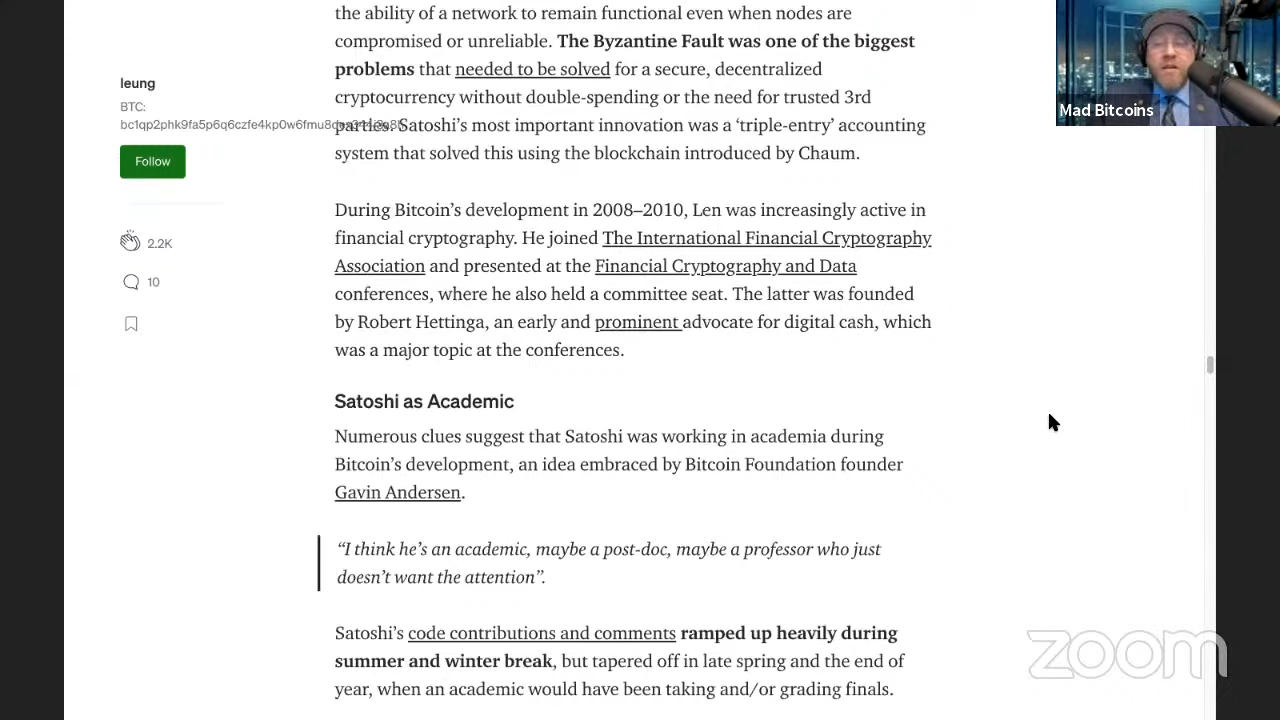 the ability of a network to remain functional even when nodes are
compromised or unreliable. The Byzantine Fault was one of the biggest
problems that needed to be solved for a secure, decentralized
cryptocurrency without double-spending or the need for trusted 3rd
parties. Satoshi’s most important innovation was a ‘triple-entry’ accounting
system that solved this using the blockchain introduced by Chaum.
leung
BTC:
Follow
2.2K
10
During Bitcoin’s development in 2008–2010, Len was increasingly active in
financial cryptography. He joined The International Financial Cryptography
Association and presented at the Financial Cryptography and Data
conferences, where he also held a committee seat. The latter was founded
by Robert Hettinga, an early and prominent advocate for digital cash, which
was a major topic at the conferences.
Satoshi as Academic
Numerous clues suggest that Satoshi was working in academia during
Bitcoin’s development, an idea embraced by Bitcoin Foundation founder
Gavin Andersen.
“I think he’s an academic, maybe a post-doc, maybe a professor who just
doesn’t want the attention”.
Satoshi’s code contributions and comments ramped up heavily during
summer and winter break, but tapered off in late spring and the end of
year, when an academic would have been taking and/or grading finals.
Mad Bitcoins
zoom